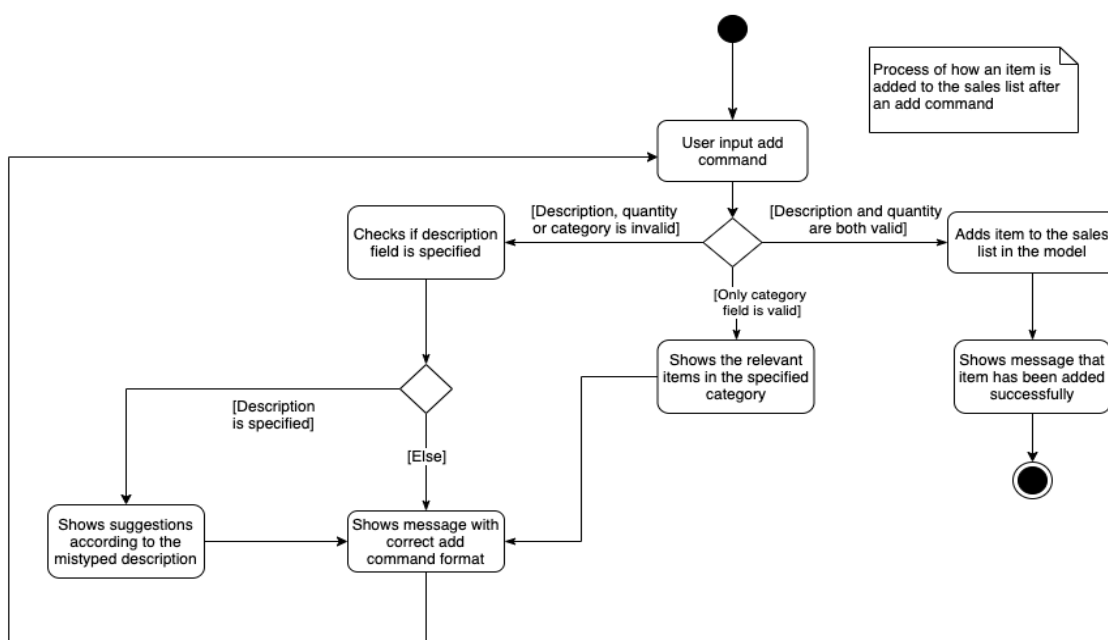 Process of how an item is
added to the sales list after
an add command
User input add
command
[Description, quantity
or category is invalid]
[Description and quantity
are both valid]
Checks if description
field is specified
Adds item to the sales
list in the model
[Only category
field is valid]
Shows the relevant
items in the specified
category
Shows message that
item has been added
successfully
[Description
is specified]
[Else]
Shows suggestions
according to the
mistyped description
Shows message with
correct add
command format